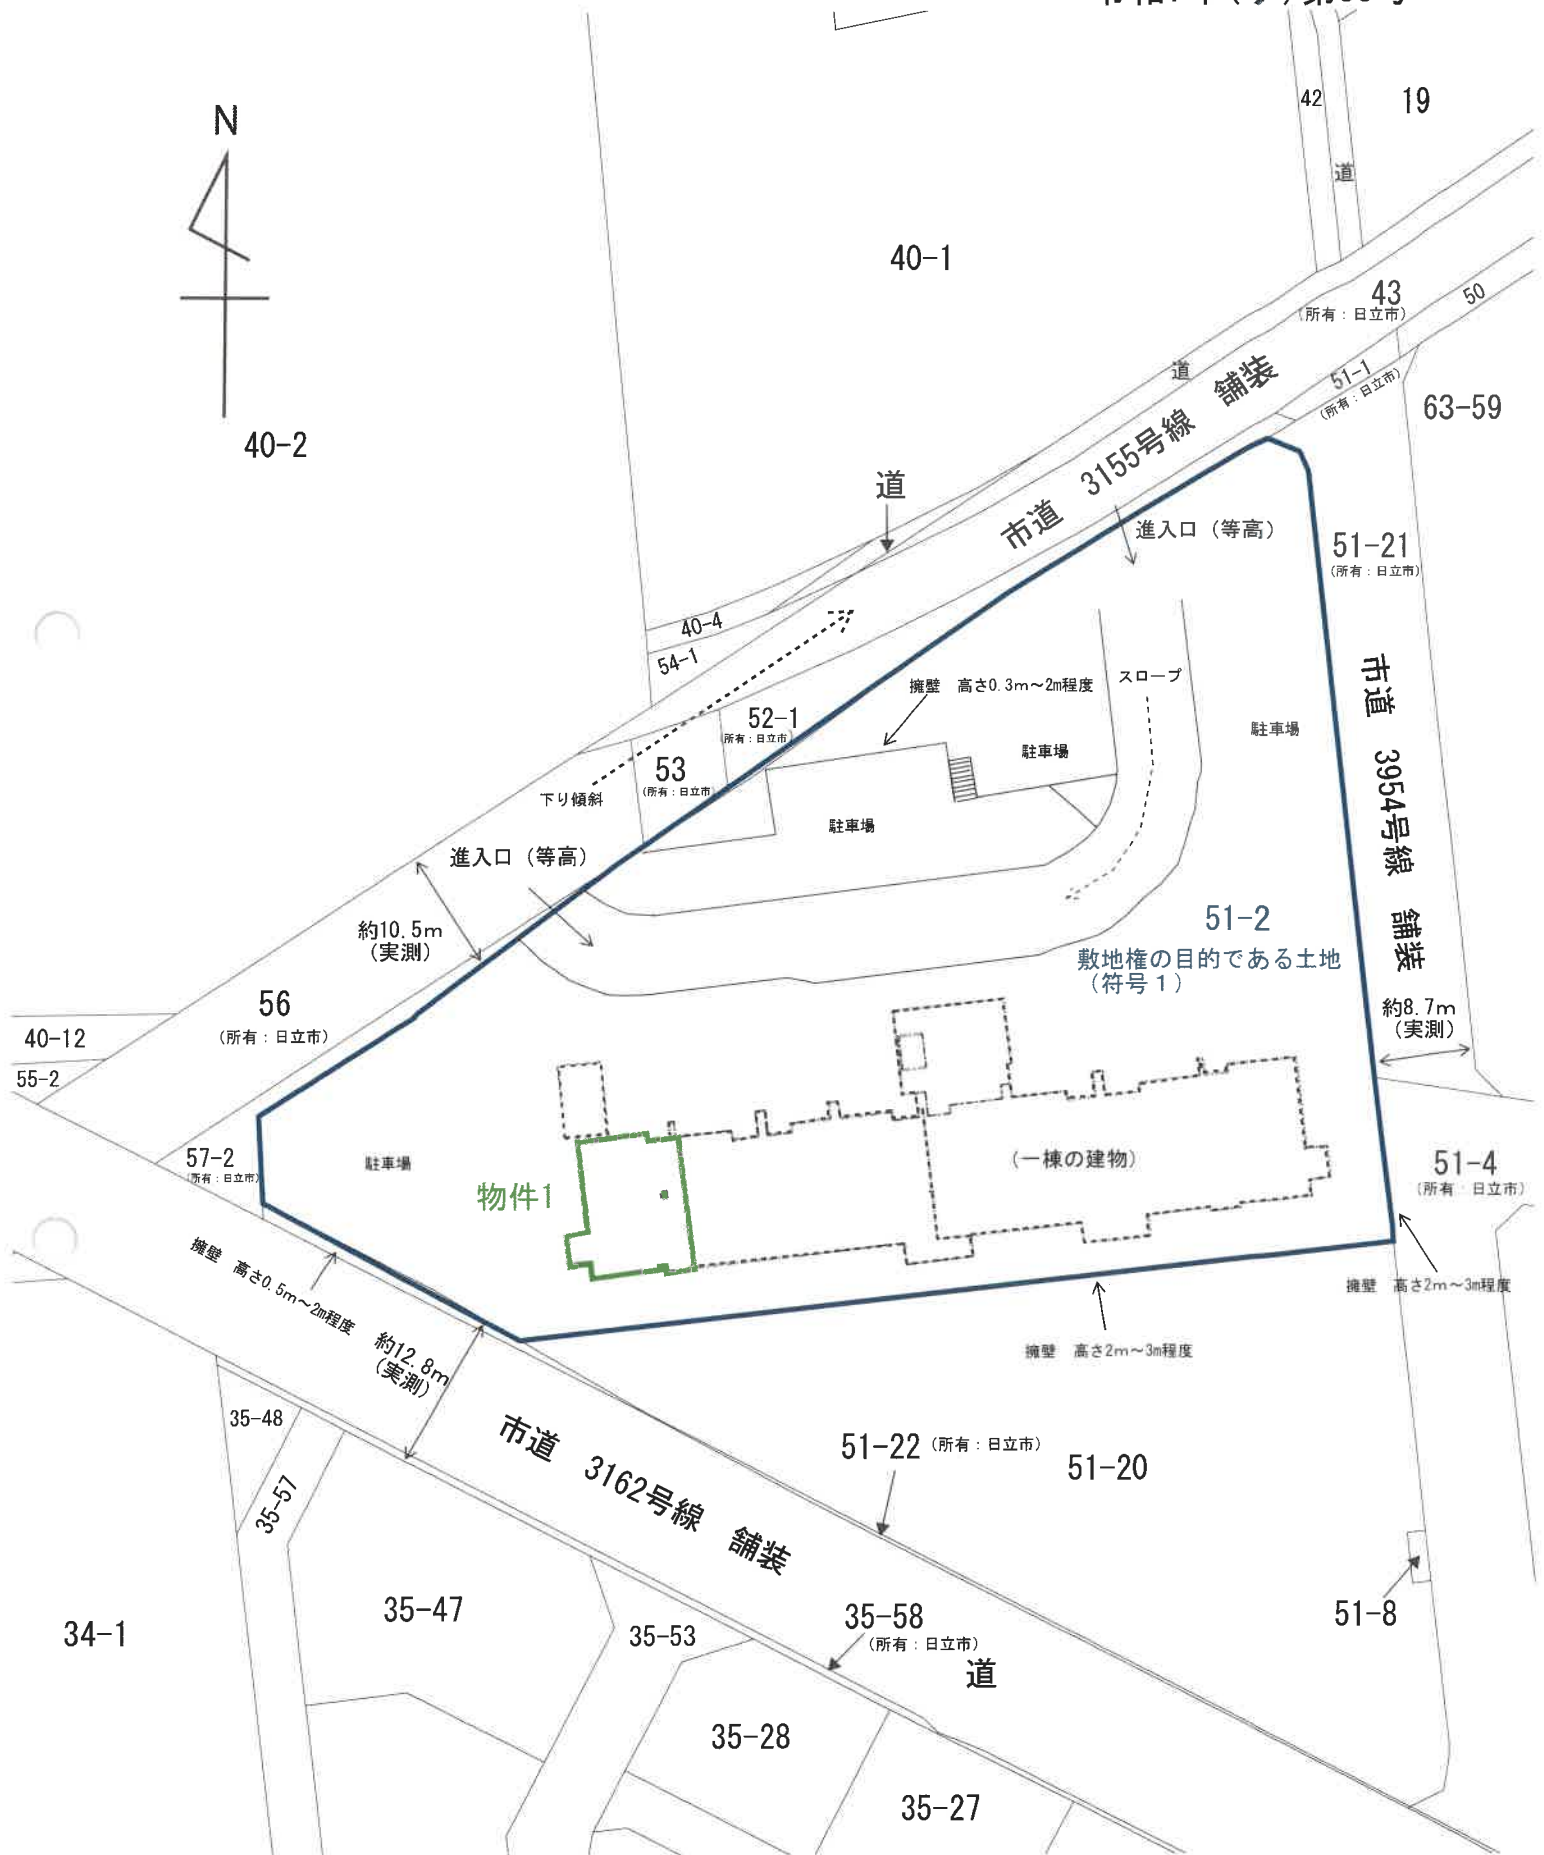 N
42
19
道
40-1
43
(所有：日立市)
50
道
51-1
(所有：日立市)
63-59
40-2
市道　3155号線　舗装
道
進入口（等高）
51-21
(所有：日立市)
40-4
54-1
擁壁　高さ0.3m～2m程度
スロープ
市道　3954号線　舗装
52-1
(所有：日立市)
駐車場
駐車場
53
(所有：日立市)
下り傾斜
駐車場
進入口（等高）
約10.5m
(実測)
51-2
敷地権の目的である土地
（符号１）
56
(所有：日立市)
約8.7m
(実測)
40-12
55-2
57-2
(所有：日立市)
駐車場
(一棟の建物)
51-4
(所有：日立市)
物件1
擁壁　高さ0.5m～2m程度
擁壁　高さ2m～3m程度
約12.8m
(実測)
擁壁　高さ2m～3m程度
35-48
市道　3162号線　舗装
51-22 (所有：日立市)
51-20
35-57
35-47
34-1
35-53
35-58
(所有：日立市)
道
51-8
35-28
35-27